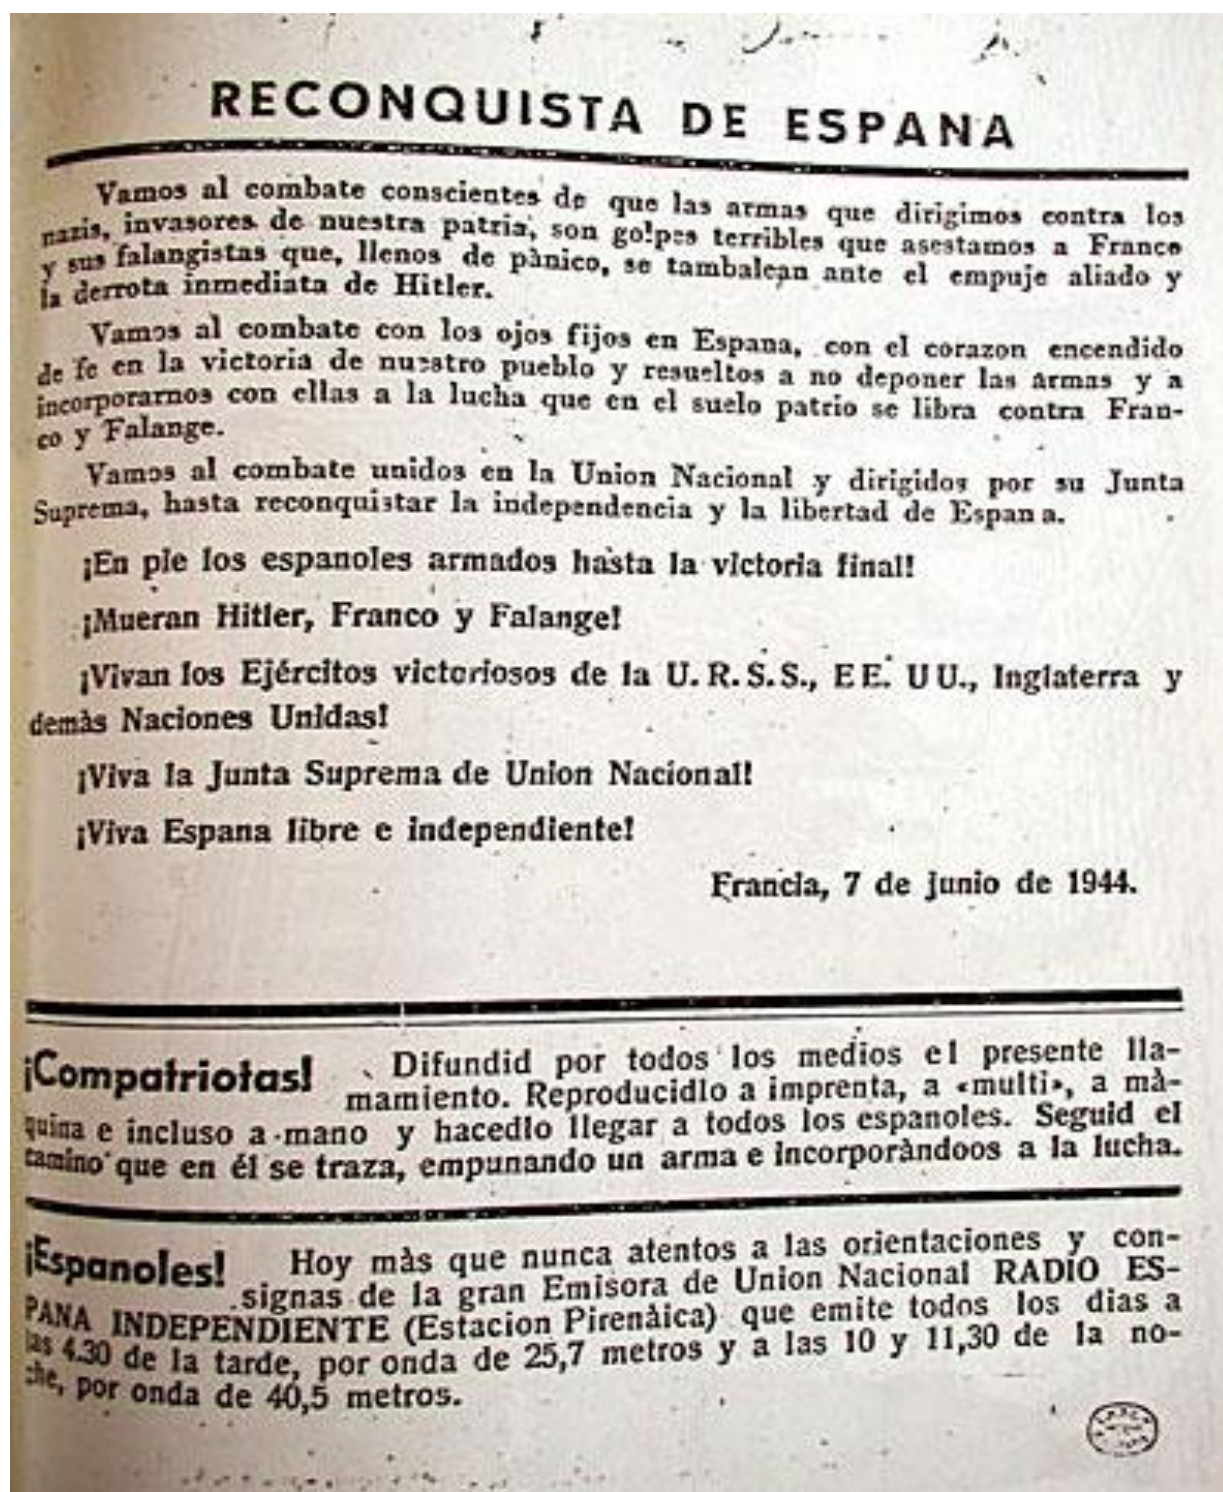 RECONQUISTA DE ESPANA
Vamos al combate conscientes de que las armas que dirigimos contra los
nazis, invasores de nuestra patria, son golpes terribles que asestamos a Franco
y sus falangistas que, llenos de pànico, se tambalean ante el empuje aliado y
la derrota inmediata de Hitler.
Vamos al combate con los ojos fijos en Espana, con el corazon encendido
de fe en la victoria de nuestro pueblo y resueltos a no deponer las armas y a
incorporarnos con ellas a la lucha que en el suelo patrio se libra contra Fran-
co y Falange.
Vamos al combate unidos en la Union Nacional y dirigidos por su Junta
Suprema, hasta reconquistar la independencia y la libertad de Espana.
¡En pie los espanoles armados hasta la victoria final!
¡Mueran Hitler, Franco y Falange!
¡Vivan los Ejércitos victoriosos de la U.R.S.S., EE. UU., Inglaterra y
demàs Naciones Unidas!
¡Viva la Junta Suprema de Union Nacional!
¡Viva Espana libre e independiente!
Francia, 7 de junio de 1944.
¡Compatriotas! Difundid por todos los medios el presente lla-
mamiento. Reproducidlo a imprenta, a «multi», a mà-
quina e incluso a mano y hacedlo llegar a todos los espanoles. Seguid el
camino que en él se traza, empunando un arma e incorporàndoos a la lucha.
¡Espanoles! Hoy màs que nunca atentos a las orientaciones y con-
signas de la gran Emisora de Union Nacional RADIO ES-
PANA INDEPENDIENTE (Estacion Pirenàica) que emite todos los dias a
las 4.30 de la tarde, por onda de 25,7 metros y a las 10 y 11,30 de la no-
che, por onda de 40,5 metros.